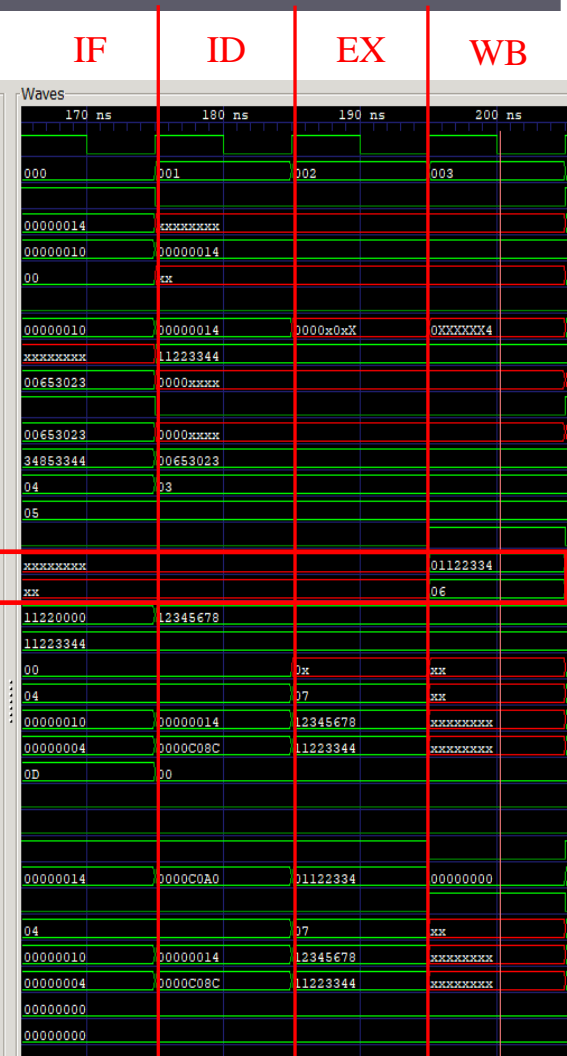 IF ID EX WB
Waves
170 ns 180 ns 190 ns 200 ns
000 001 002 003
00000014 xxxxxxxx
00000010 00000014
00 xx
00000010 00000014 0000x0xX 0XXXXXX4
xxxxxxxx 11223344
00653023 0000xxxx
00653023 0000xxxx
34853344 00653023
04 03
05
xxxxxxxx 01122334
xx 06
11220000 12345678
11223344
00 0x xx
04 07 xx
00000010 00000014 12345678 xxxxxxxx
00000004 0000C08C 11223344 xxxxxxxx
0D 00
00000014 0000C0A0 01122334 00000000
04 07 xx
00000010 00000014 12345678 xxxxxxxx
00000004 0000C08C 11223344 xxxxxxxx
00000000
00000000